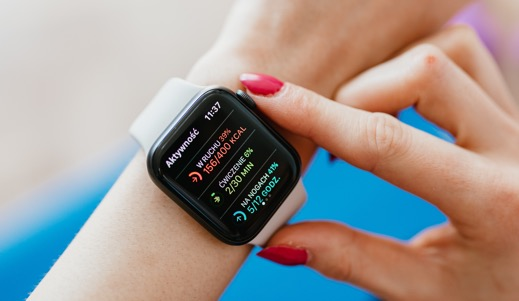 11:37
Aktywność
W RUCHU 39%
156/400 KCAL
ĆWICZENIE 6%
2/30 MIN
NA NOGACH 41%
5/12 GODZ.